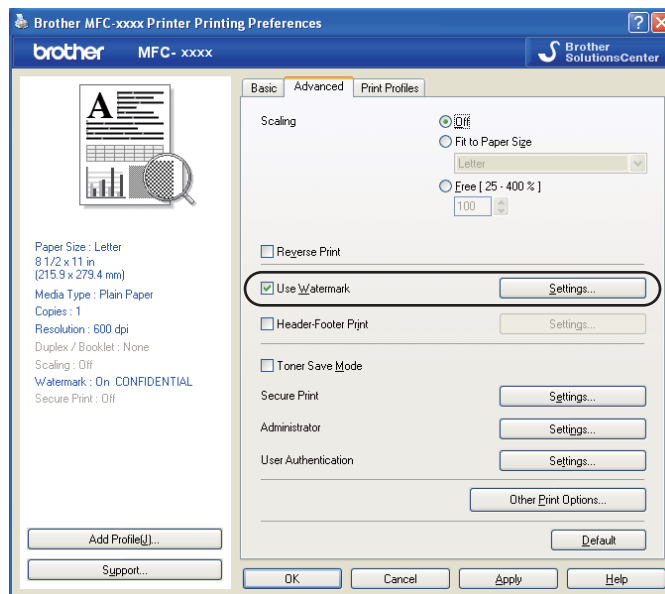 Brother MFC-xxxx Printer Printing Preferences
brother MFC- xxxx Brother SolutionsCenter
Basic Advanced Print Profiles
A
Scaling Off
Fit to Paper Size
Letter
Free [ 25 - 400 % ]
100
Paper Size : Letter
8 1/2 x 11 in
(215.9 x 279.4 mm)
Media Type : Plain Paper
Copies : 1
Resolution : 600 dpi
Duplex / Booklet : None
Scaling : Off
Watermark : On CONFIDENTIAL
Secure Print : Off
Reverse Print
Use Watermark Settings...
Header-Footer Print Settings...
Toner Save Mode
Secure Print Settings...
Administrator Settings...
User Authentication Settings...
Other Print Options...
Add Profile(J)... Default
Support...
OK Cancel Apply Help